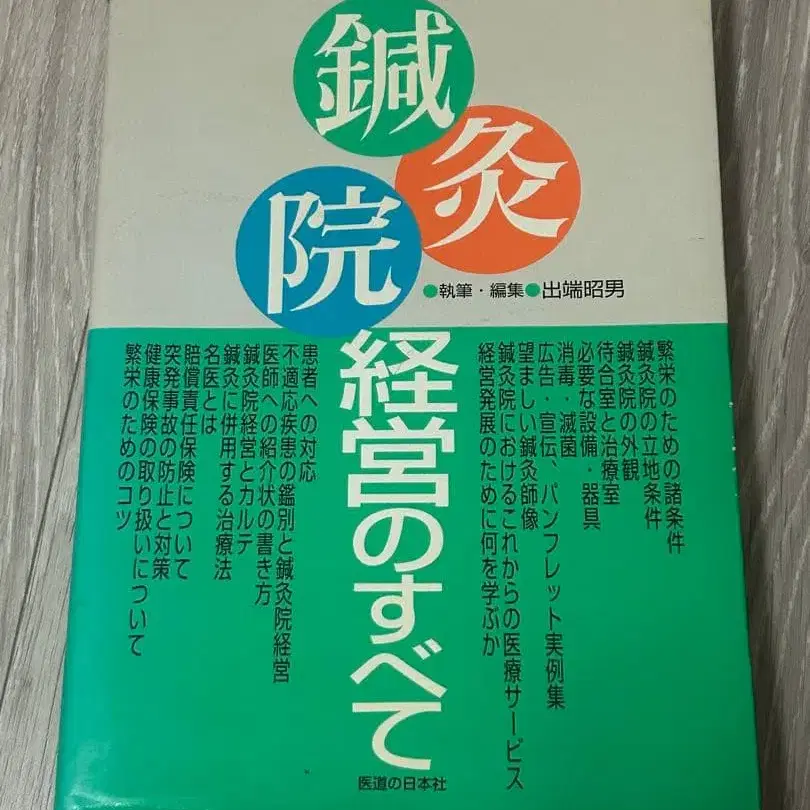 鍼灸院
●執筆・編集●出端昭男
経営のすべて
繁栄のための諸条件
鍼灸院の立地条件
鍼灸院の外観
待合室と治療室
必要な設備・器具
消毒・滅菌
広告・宣伝、パンフレット実例集
望ましい鍼灸師像
鍼灸院におけるこれからの医療サービス
経営発展のために何を学ぶか
患者への対応
不適応疾患の鑑別と鍼灸院経営
医師への紹介状の書き方
鍼灸院経営とカルテ
鍼灸に併用する治療法
名医とは
賠償責任保険について
突発事故の防止と対策
健康保険の取り扱いについて
繁栄のためのコツ
医道の日本社